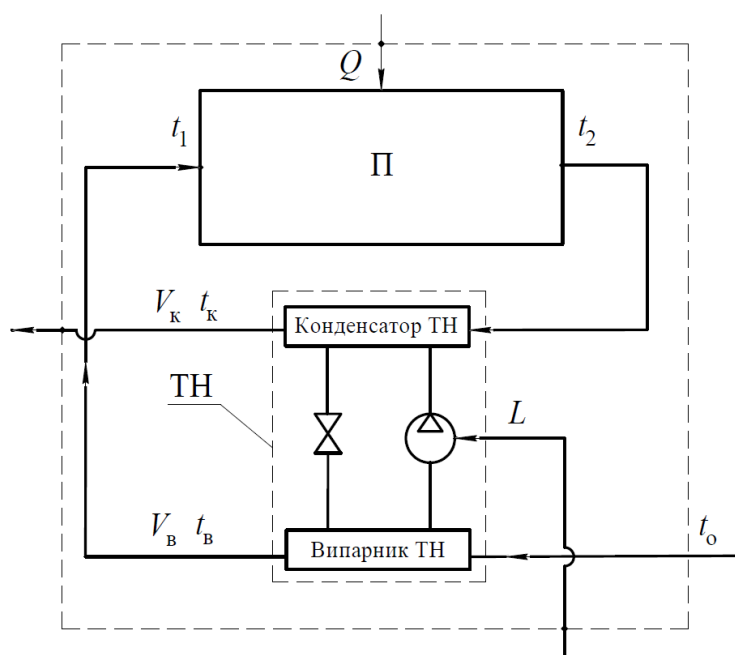 Q
t₁
t₂
П
Vк tк
Конденсатор ТН
ТН
L
Vв tв
Випарник ТН
tо